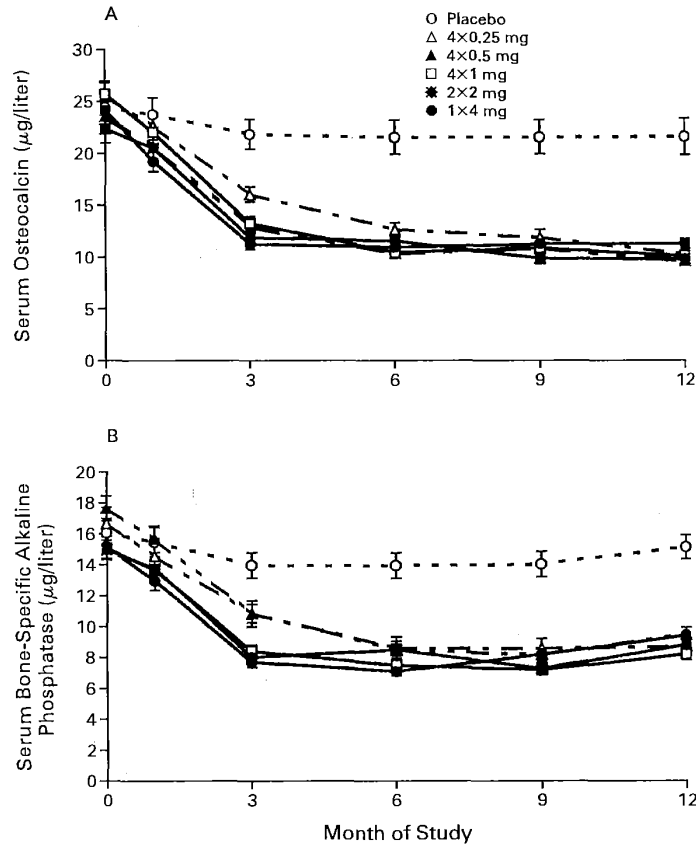 A
Placebo
4×0.25 mg
4×0.5 mg
4×1 mg
2×2 mg
1×4 mg
Serum Osteocalcin (μg/liter)
30
25
20
15
10
5
0
0 3 6 9 12
B
Serum Bone-Specific Alkaline
Phosphatase (μg/liter)
20
18
16
14
12
10
8
6
4
2
0
0 3 6 9 12
Month of Study